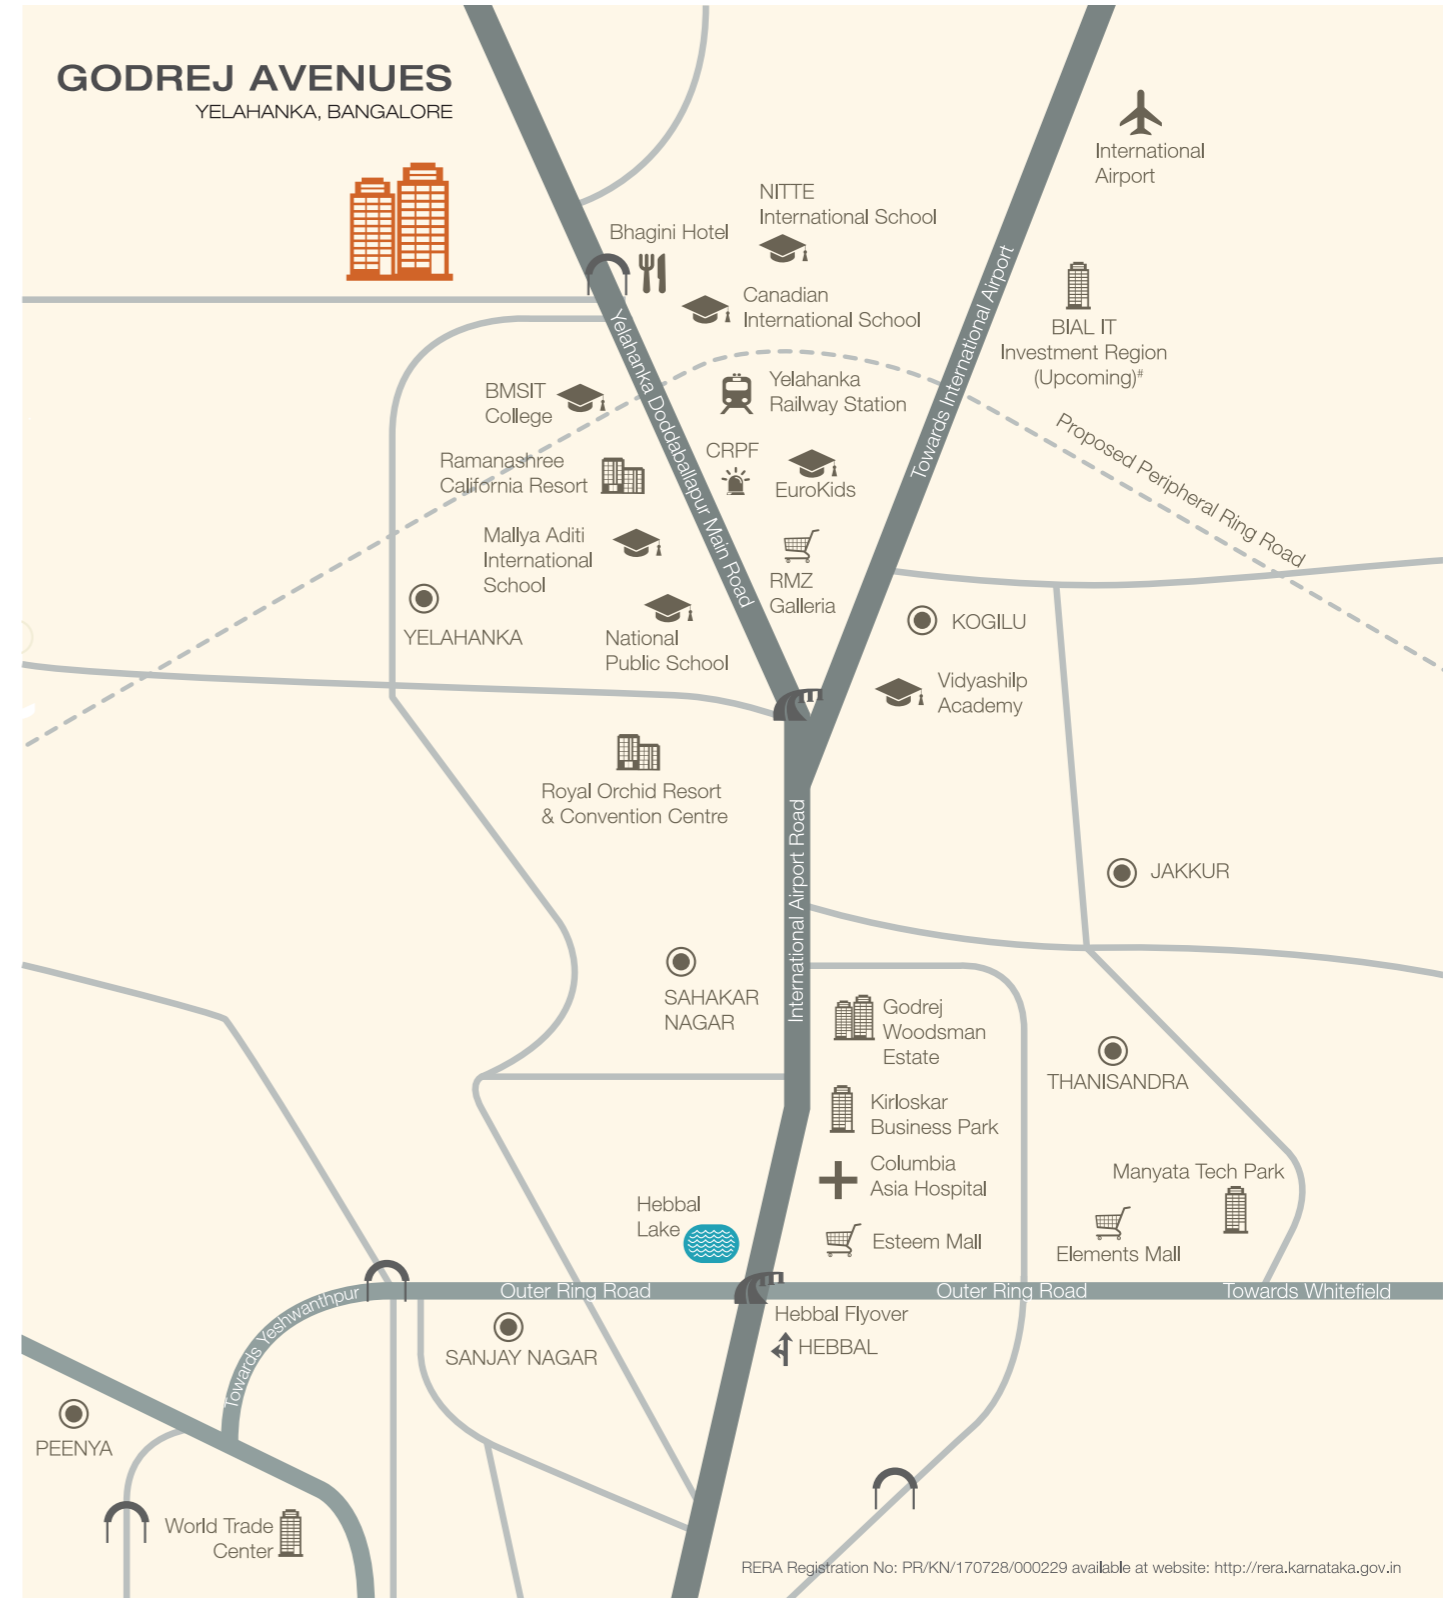 GODREJ AVENUES
YELAHANKA, BANGALORE
International
Airport
NITTE
International School
Bhagini Hotel
Canadian
International School
BIAL IT
Investment Region
(Upcoming)#
Yelahanka Doddaballapur Main Road
Towards International Airport
Yelahanka
Railway Station
BMSIT
College
Proposed Peripheral Ring Road
Ramanashree
California Resort
CRPF
EuroKids
Mallya Aditi
International
School
RMZ
Galleria
YELAHANKA
National
Public School
KOGILU
Vidyashilp
Academy
Royal Orchid Resort
& Convention Centre
International Airport Road
JAKKUR
SAHAKAR
NAGAR
Godrej
Woodsman
Estate
THANISANDRA
Kirloskar
Business Park
Columbia
Asia Hospital
Manyata Tech Park
Hebbal
Lake
Esteem Mall
Elements Mall
Outer Ring Road
Outer Ring Road
Towards Whitefield
Towards Yeshwanthpur
Hebbal Flyover
HEBBAL
SANJAY NAGAR
PEENYA
World Trade
Center
RERA Registration No: PR/KN/170728/000229 available at website: http://rera.karnataka.gov.in